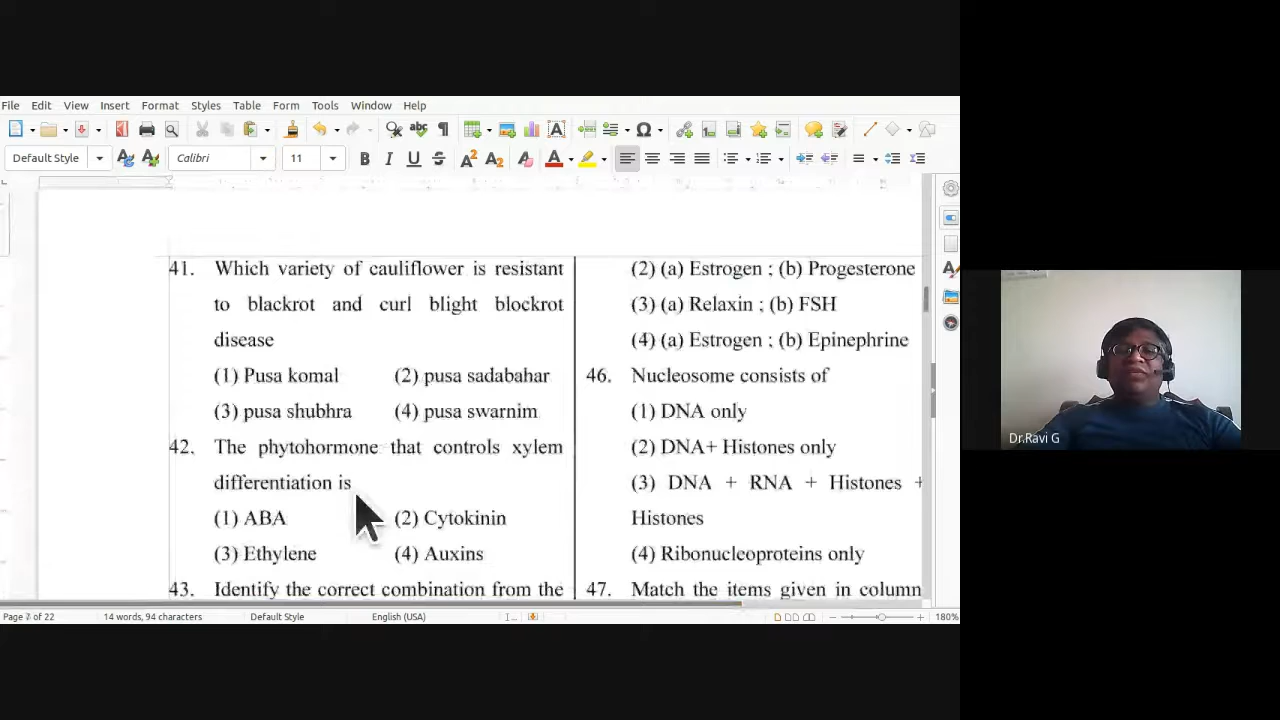 File Edit View Insert Format Styles Table Form Tools Window Help
Default Style Calibri 11
41. Which variety of cauliflower is resistant
to blackrot and curl blight blockrot
disease
(1) Pusa komal (2) pusa sadabahar
(3) pusa shubhra (4) pusa swarnim
42. The phytohormone that controls xylem
differentiation is
(1) ABA (2) Cytokinin
(3) Ethylene (4) Auxins
43. Identify the correct combination from the
(2) (a) Estrogen ; (b) Progesterone
(3) (a) Relaxin ; (b) FSH
(4) (a) Estrogen ; (b) Epinephrine
46. Nucleosome consists of
(1) DNA only
(2) DNA+ Histones only
(3) DNA + RNA + Histones +
Histones
(4) Ribonucleoproteins only
47. Match the items given in column
Page 7 of 22 14 words, 94 characters Default Style English (USA) 180%
Dr.Ravi G